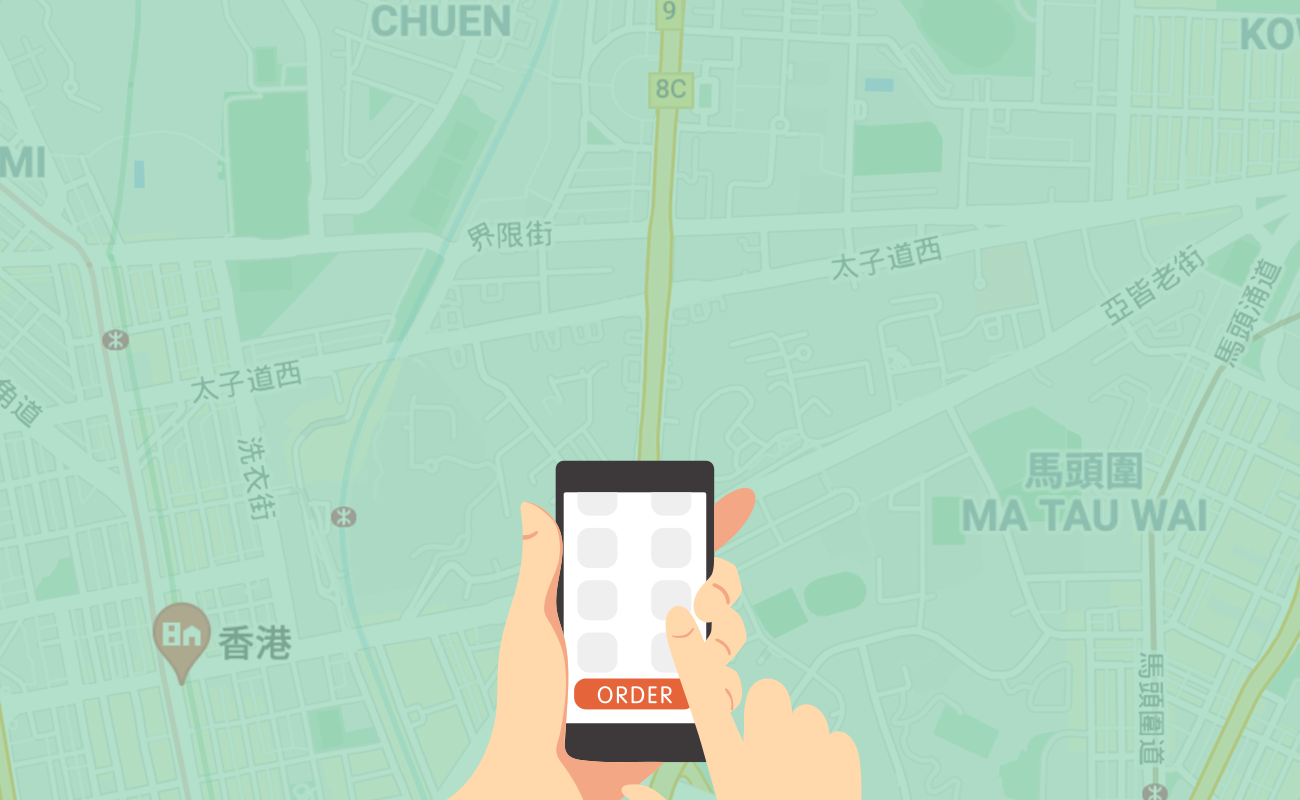 9
CHUEN
8C
MI
界限街
太子道西
亞皆老街
馬頭涌道
太子道西
角道
洗衣街
馬頭圍
MA TAU WAI
香港
馬頭圍道
ORDER